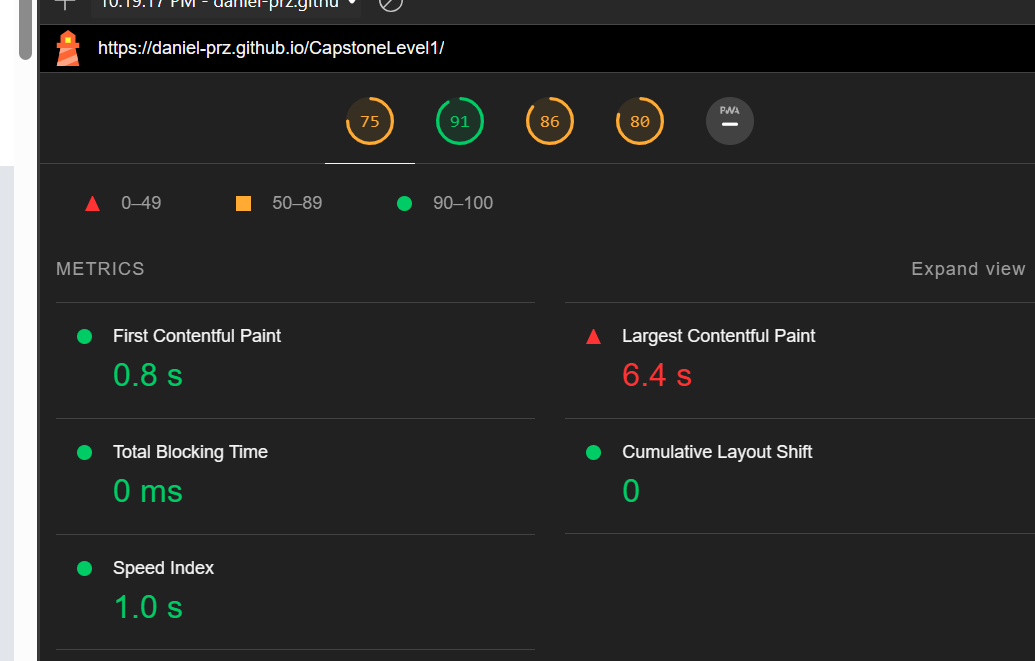 10:19:17 PM - daniel-prz.githu
https://daniel-prz.github.io/CapstoneLevel1/
75 91 86 80 PWA
0–49 50–89 90–100
METRICS Expand view
First Contentful Paint Largest Contentful Paint
0.8 s 6.4 s
Total Blocking Time Cumulative Layout Shift
0 ms 0
Speed Index
1.0 s